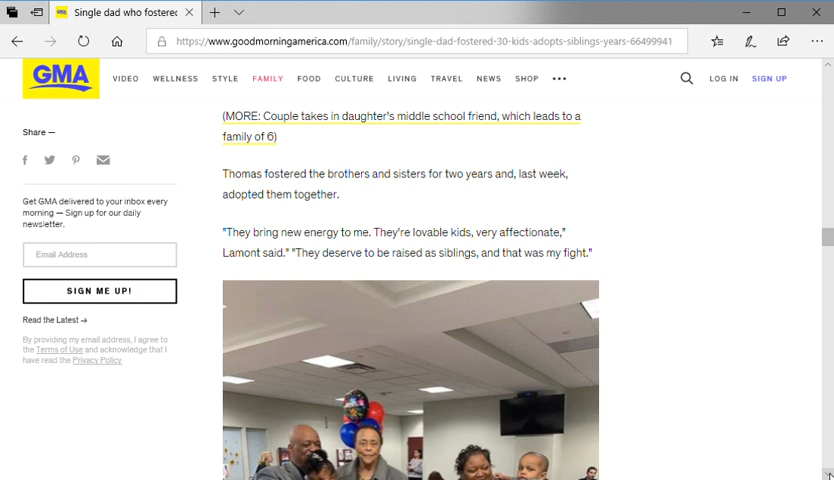 Single dad who fostered
https://www.goodmorningamerica.com/family/story/single-dad-fostered-30-kids-adopts-siblings-years-66499941
GMA
VIDEO WELLNESS STYLE FAMILY FOOD CULTURE LIVING TRAVEL NEWS SHOP LOG IN SIGN UP
Share —
Get GMA delivered to your inbox every
morning — Sign up for our daily
newsletter.
Email Address
SIGN ME UP!
Read the Latest →
By providing my email address, I agree to
the Terms of Use and acknowledge that I
have read the Privacy Policy
(MORE: Couple takes in daughter's middle school friend, which leads to a
family of 6)
Thomas fostered the brothers and sisters for two years and, last week,
adopted them together.
"They bring new energy to me. They're lovable kids, very affectionate,"
Lamont said." "They deserve to be raised as siblings, and that was my fight."